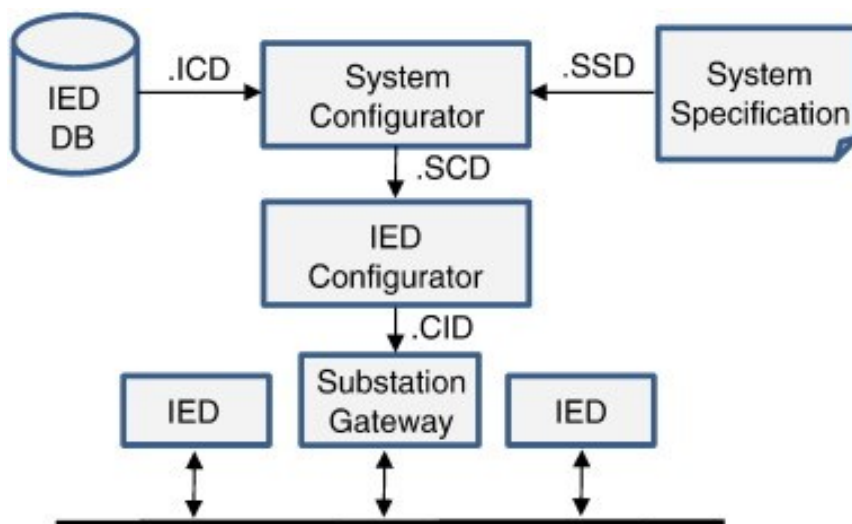 IED
DB
.ICD
System
Configurator
.SSD
System
Specification
.SCD
IED
Configurator
.CID
IED
Substation
Gateway
IED